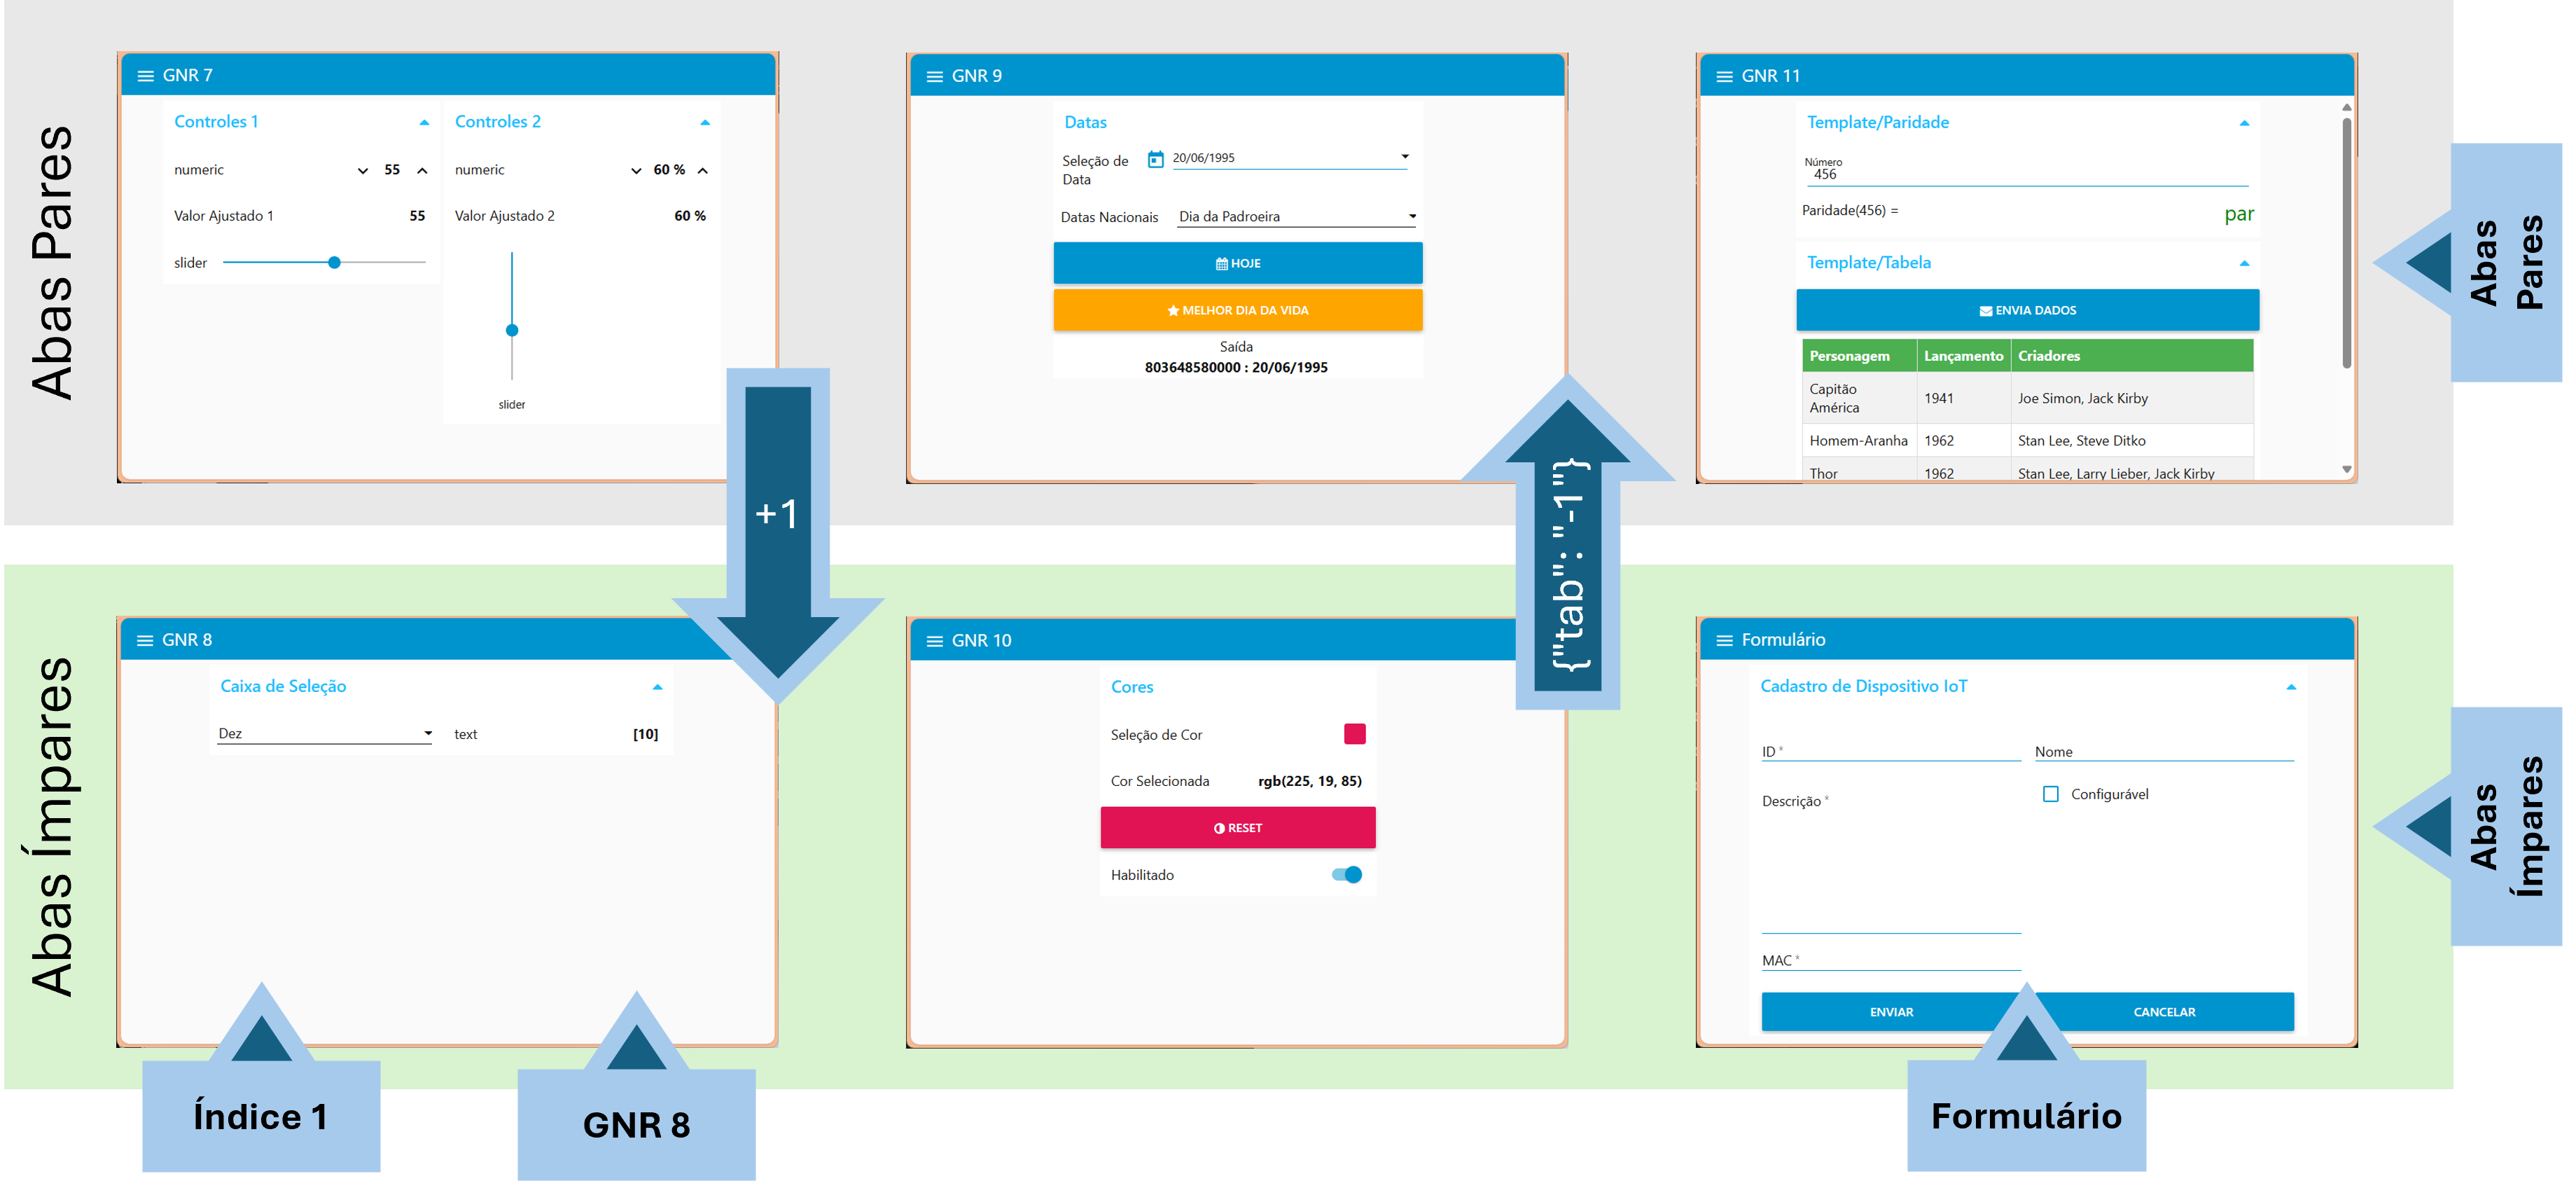 Abas Pares
GNR 7
Controles 1
numeric
55
Valor Ajustado 1
55
slider
Controles 2
numeric
60 %
Valor Ajustado 2
60 %
slider
GNR 9
Datas
Seleção de
Data
20/06/1995
Datas Nacionais
Dia da Padroeira
HOJE
MELHOR DIA DA VIDA
Saída
803648580000 : 20/06/1995
GNR 11
Template/Paridade
Número
456
Paridade(456) =
par
Template/Tabela
ENVIA DADOS
Personagem Lançamento Criadores
Capitão
América
1941
Joe Simon, Jack Kirby
Homem-Aranha 1962 Stan Lee, Steve Ditko
Thor 1962 Stan Lee, Larry Lieber, Jack Kirby
Abas
Pares
+1
{"tab": "-1"}
Abas Ímpares
GNR 8
Caixa de Seleção
Dez
text
[10]
GNR 10
Cores
Seleção de Cor
Cor Selecionada
rgb(225, 19, 85)
RESET
Habilitado
Formulário
Cadastro de Dispositivo IoT
ID *
Nome
Descrição *
Configurável
MAC *
ENVIAR
CANCELAR
Abas
Ímpares
Índice 1
GNR 8
Formulário